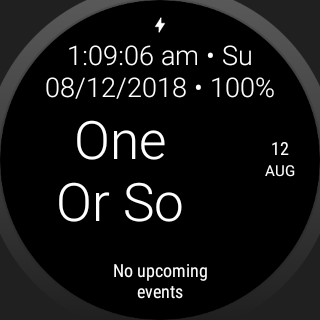 1:09:06 am • Su
08/12/2018 • 100%
One
Or So
12
AUG
No upcoming
events